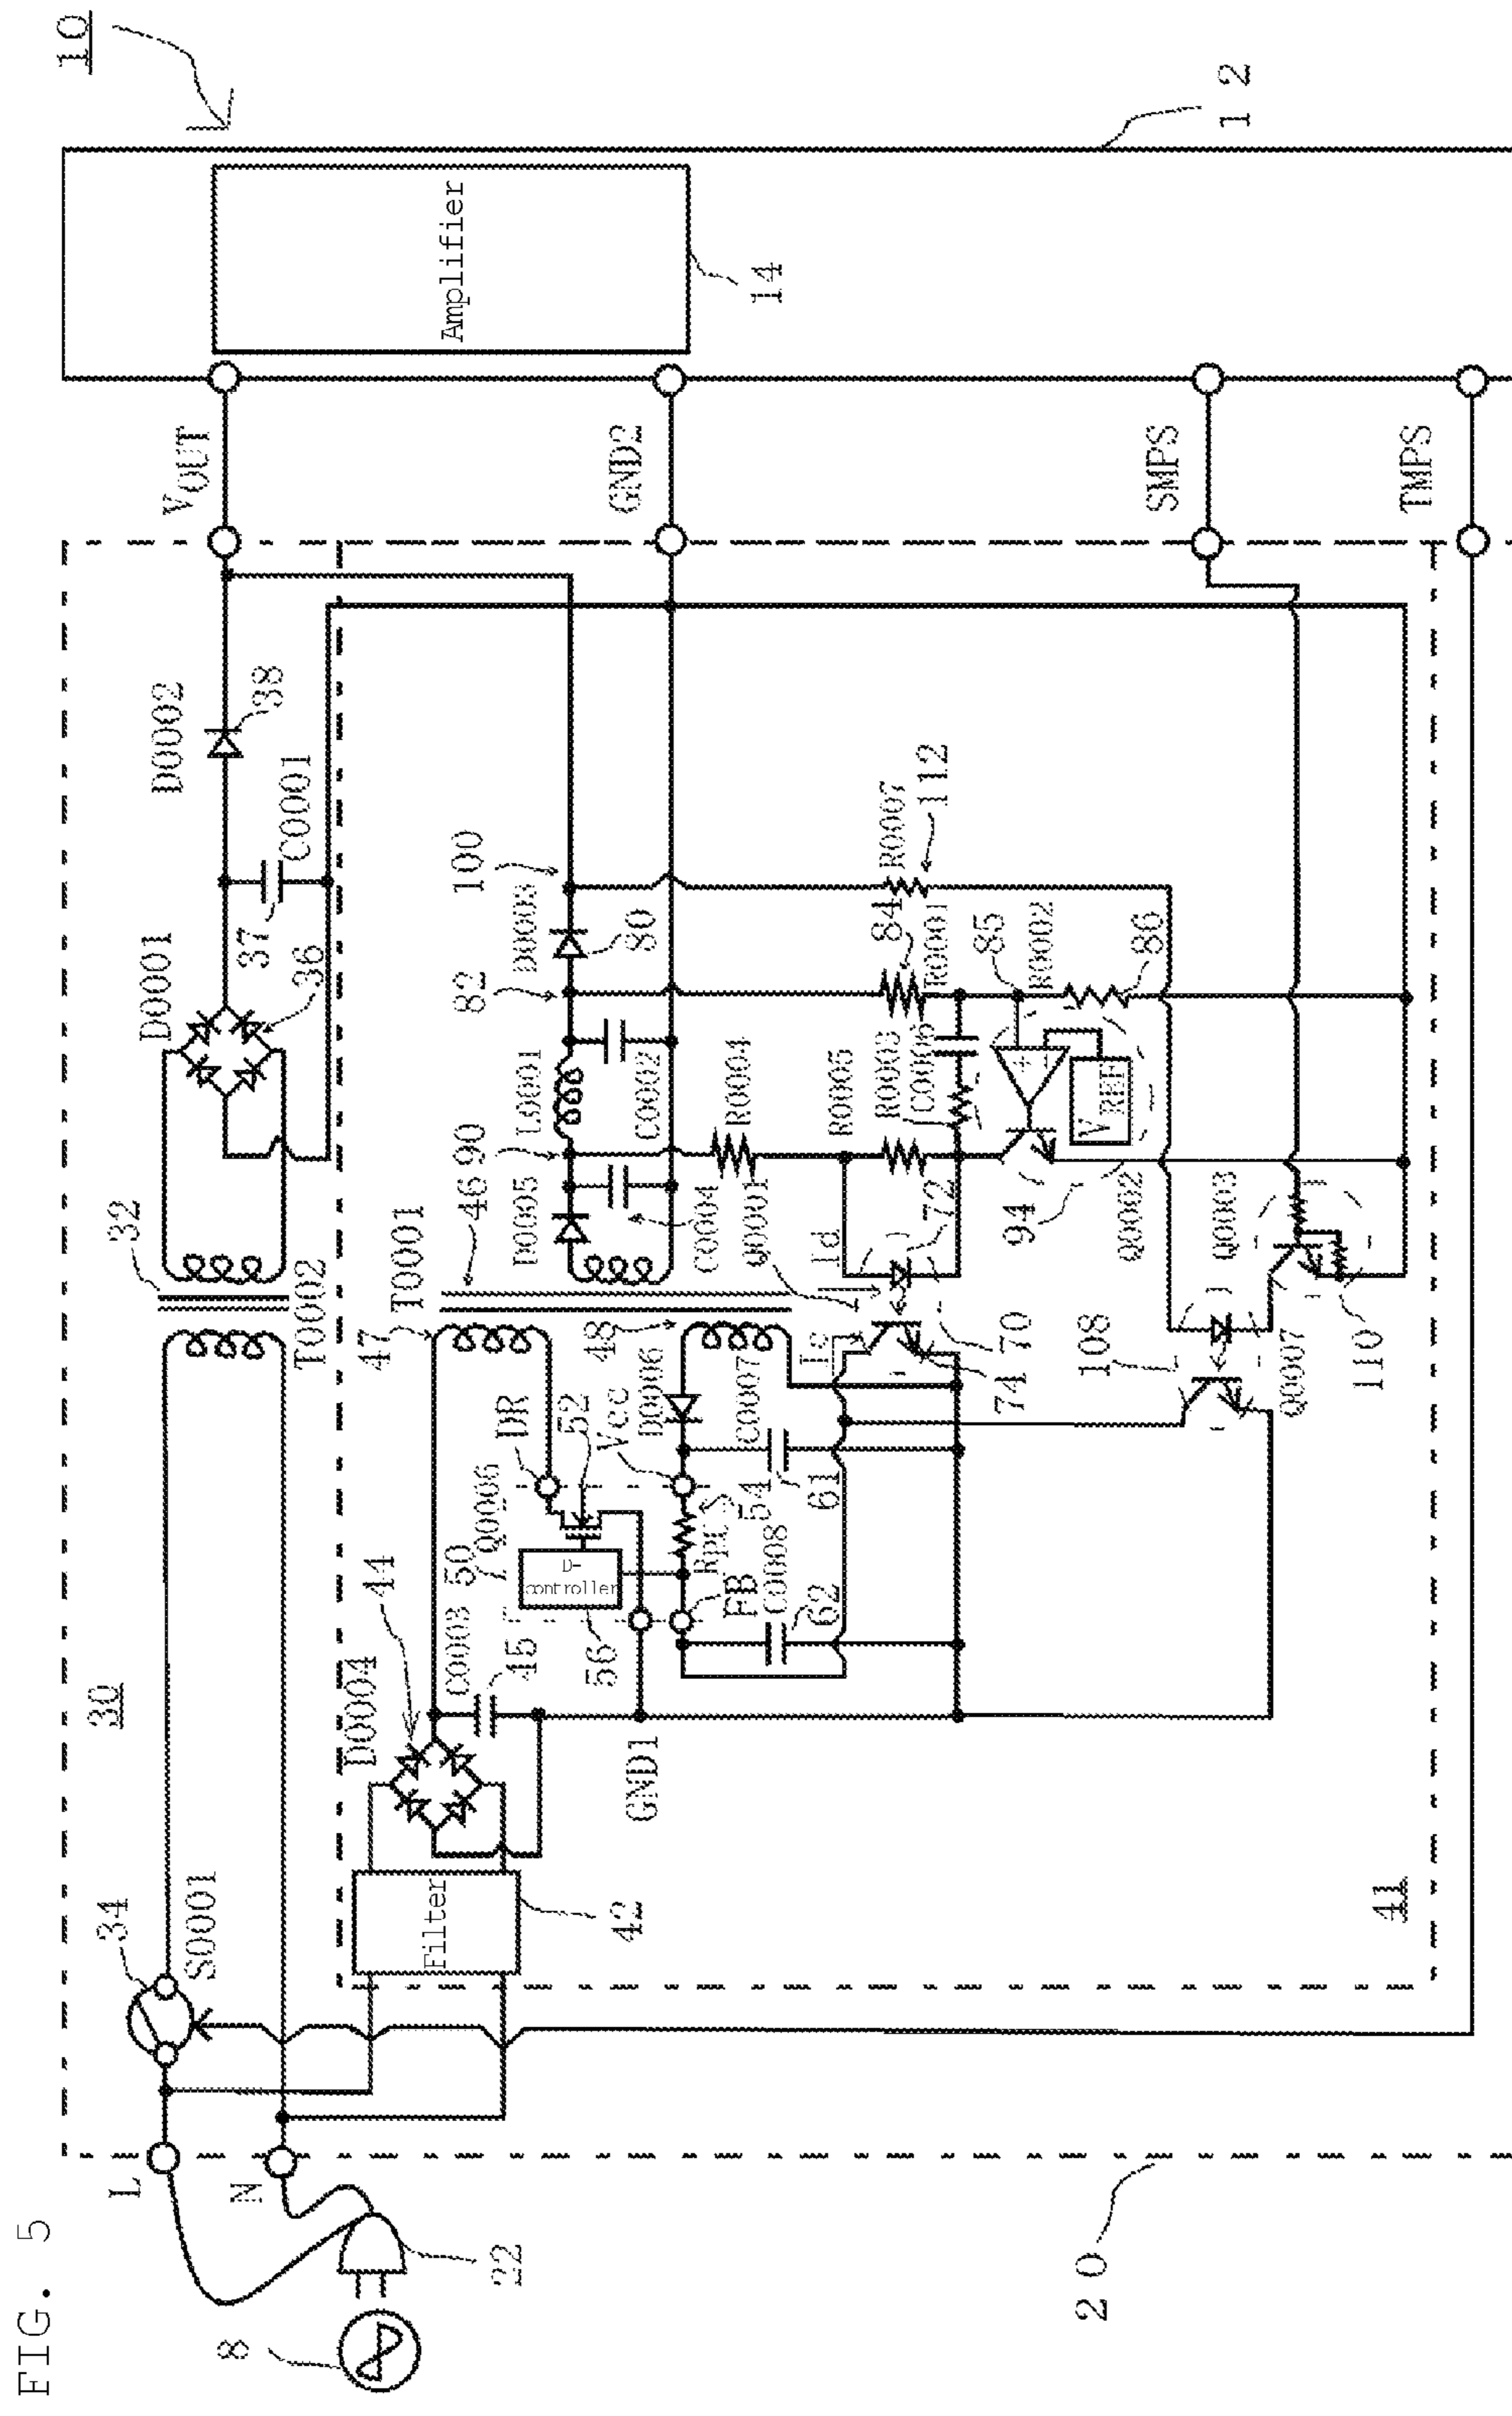 FIG. 5
10
12
Amplifier
14
V OUT
GND2
SMPS
TMPS
D0002
38
C0001
37
D0001
36
32
T0002
30
34
S0001
L
N
22
8
20
41
Filter
42
D0004
44
C0003
45
GND1
50
Q0006
52
DR
D-controller
56
Vcc
54
RPC
FB
C0008
62
61
C0007
D0006
48
47
T0001
46
90
D0005
C0004
L0001
C0002
82
D0003
80
100
R0004
R0005
R0003
C0006
R0001
84
R0007
112
85
R0002
86
VREF
+
94
Q0002
Q0001
72
Id
Ic
70
74
108
Q0007
Q0003
110